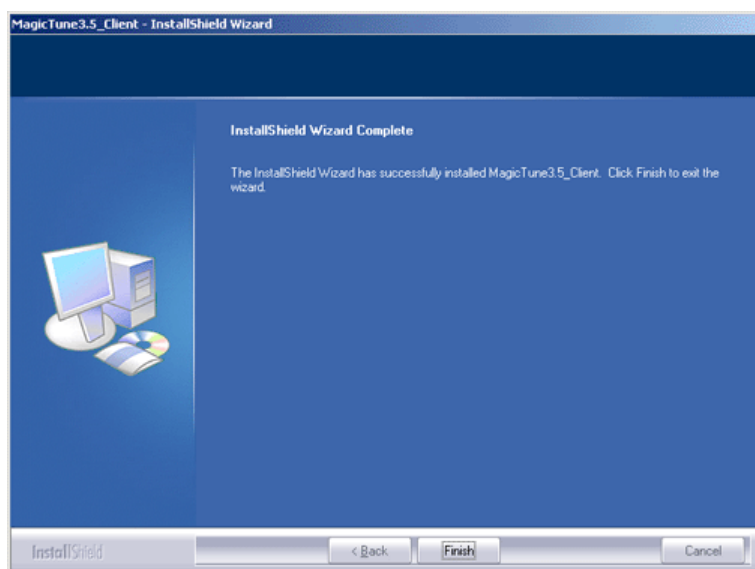 MagicTune3.5_Client - InstallShield Wizard
InstallShield Wizard Complete
The InstallShield Wizard has successfully installed MagicTune3.5_Client. Click Finish to exit the
wizard.
InstallShield
< Back
Finish
Cancel